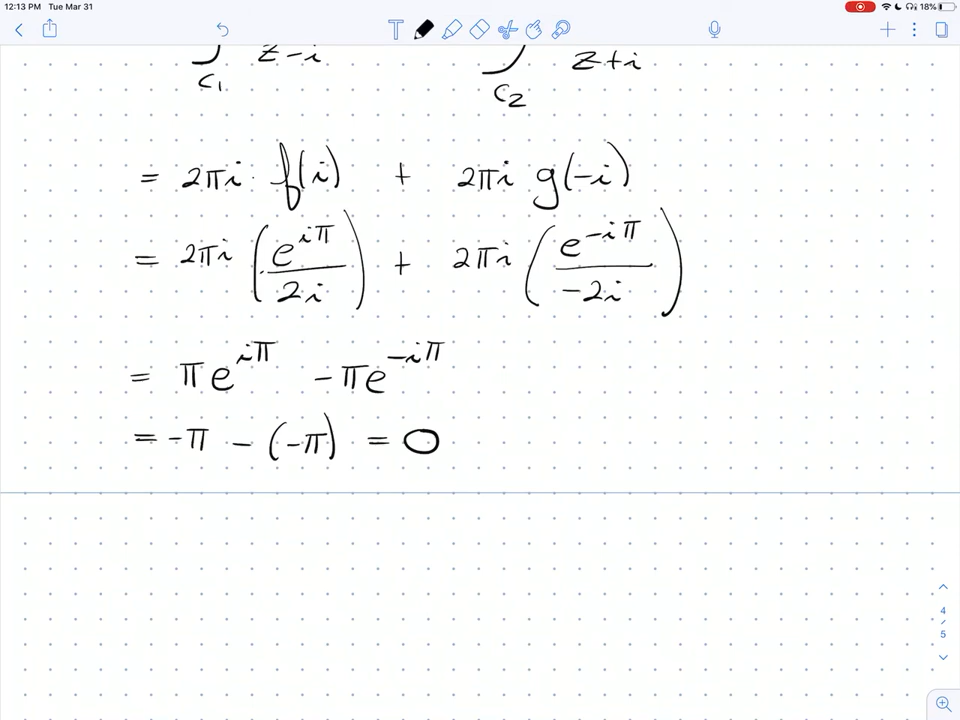 12:13 PM Tue Mar 31 18%
∫ z-i ∫ z+i
C1 C2
= 2πi · f(i) + 2πi g(-i)
= 2πi (e^{iπ}/2i) + 2πi (e^{-iπ}/-2i)
= πe^{iπ} -πe^{-iπ}
= -π - (-π) = 0
4
/
5